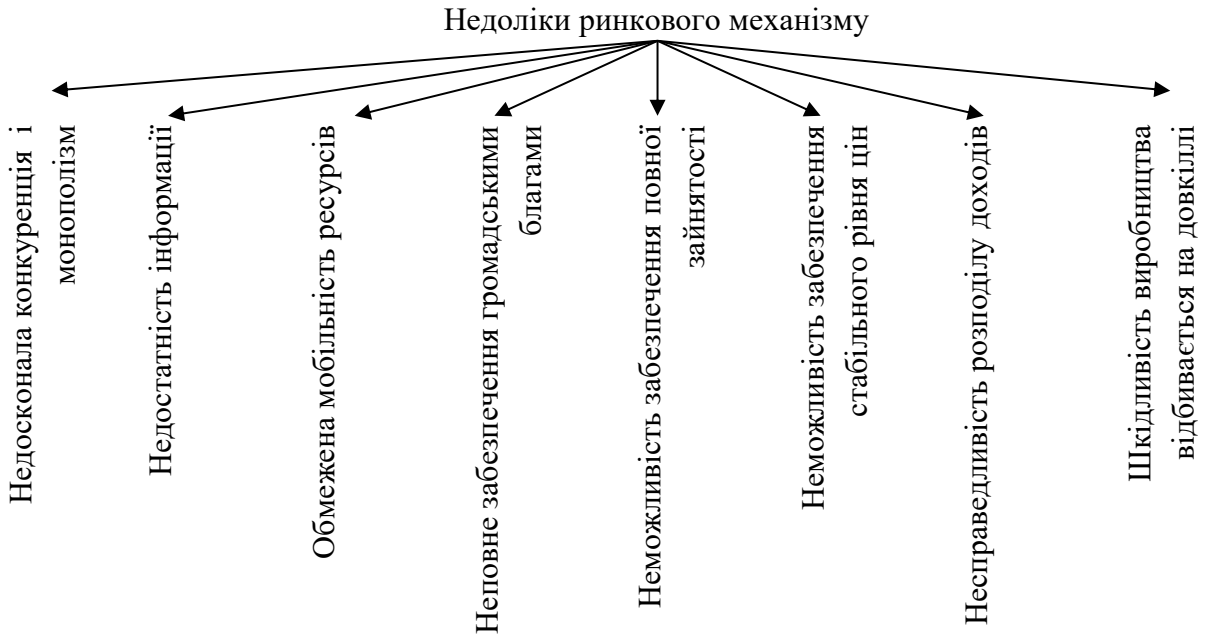 Недоліки ринкового механізму
Недосконала конкуренція і
монополізм
Недостатність інформації
Обмежена мобільність ресурсів
Неповне забезпечення громадськими
благами
Неможливість забезпечення повної
зайнятості
Неможливість забезпечення
стабільного рівня цін
Несправедливість розподілу доходів
Шкідливість виробництва
відбивається на довкіллі